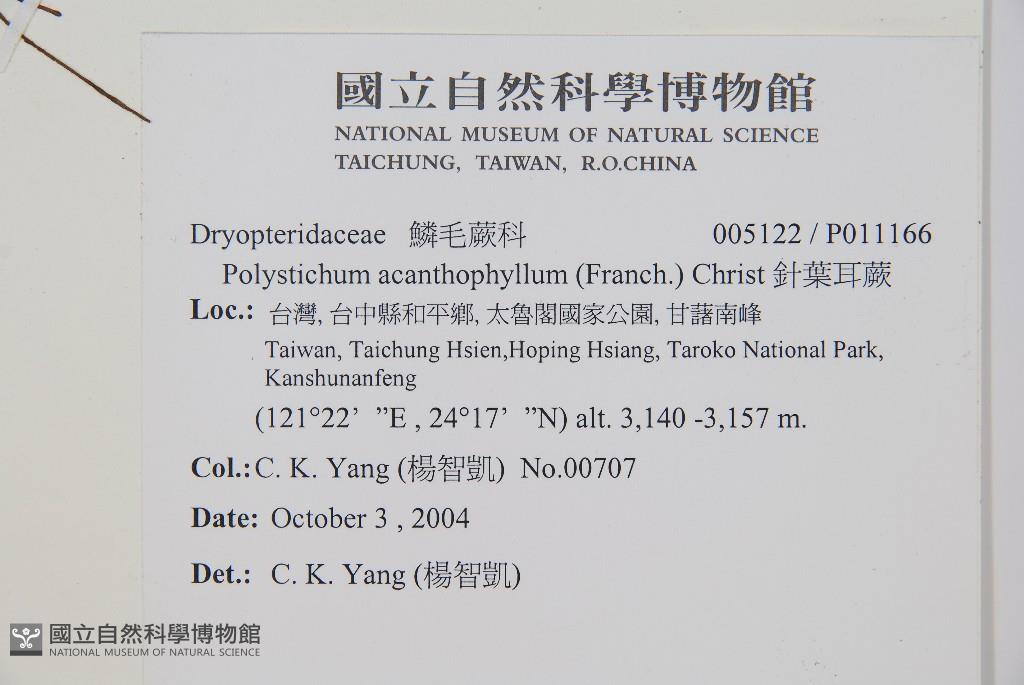 國立自然科學博物館
NATIONAL MUSEUM OF NATURAL SCIENCE
TAICHUNG, TAIWAN, R.O.CHINA
Dryopteridaceae 鱗毛蕨科 005122 / P011166
Polystichum acanthophyllum (Franch.) Christ 針葉耳蕨
Loc.: 台灣, 台中縣和平鄉, 太魯閣國家公園, 甘藷南峰
Taiwan, Taichung Hsien,Hoping Hsiang, Taroko National Park,
Kanshunanfeng
(121°22’ ”E , 24°17’ ”N) alt. 3,140 -3,157 m.
Col.: C. K. Yang (楊智凱) No.00707
Date: October 3 , 2004
Det.: C. K. Yang (楊智凱)
國立自然科學博物館
NATIONAL MUSEUM OF NATURAL SCIENCE